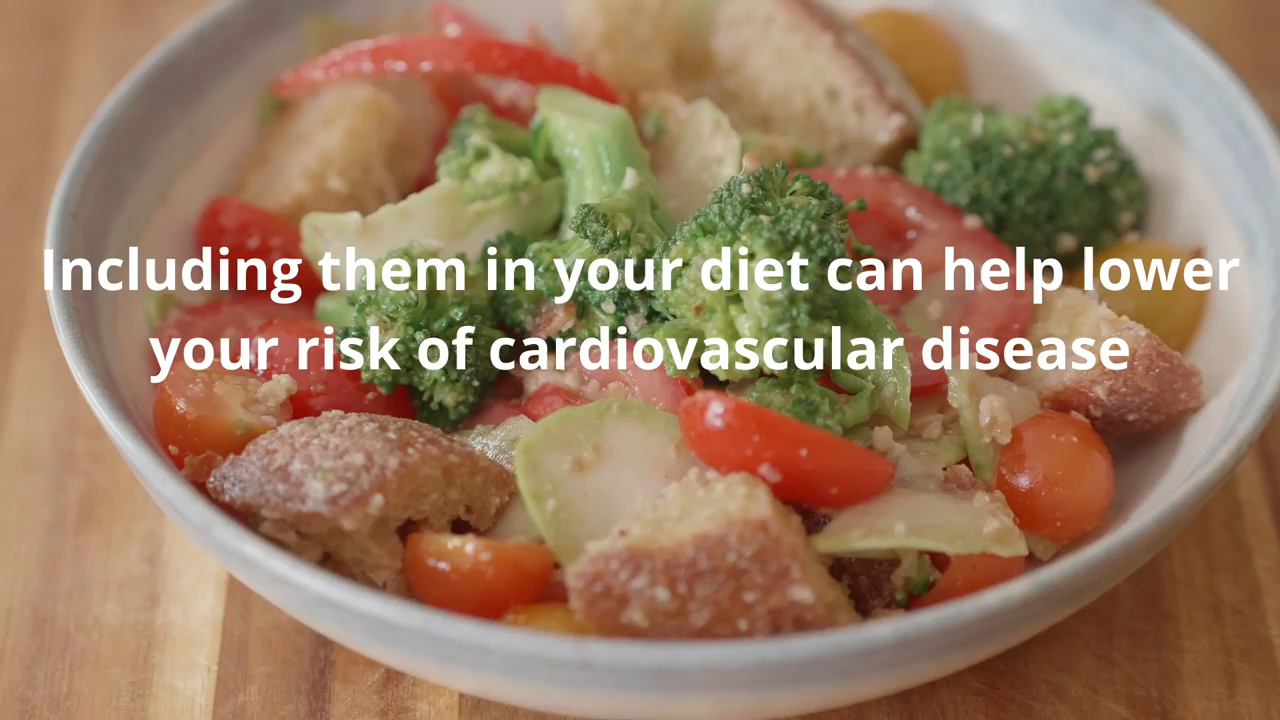 Including them in your diet can help lower
your risk of cardiovascular disease